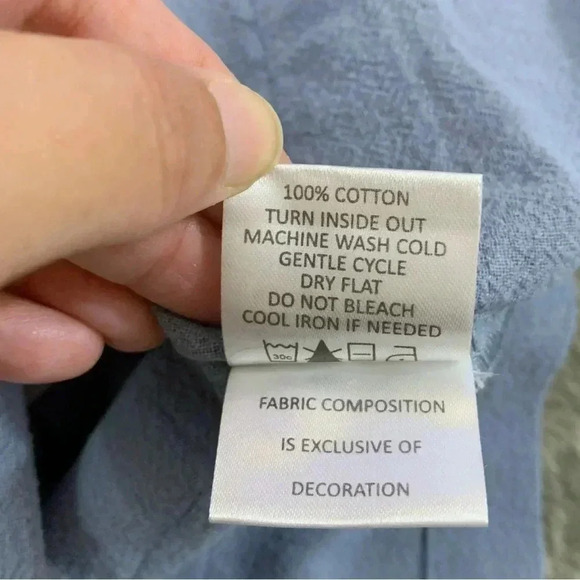 100% COTTON
TURN INSIDE OUT
MACHINE WASH COLD
GENTLE CYCLE
DRY FLAT
DO NOT BLEACH
COOL IRON IF NEEDED
30c
FABRIC COMPOSITION
IS EXCLUSIVE OF
DECORATION